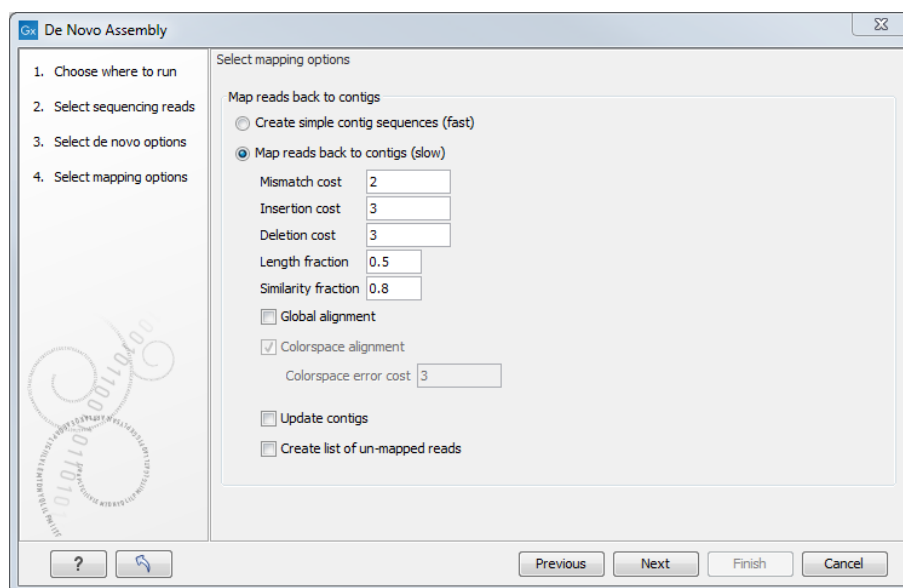 Gx De Novo Assembly
1. Choose where to run
2. Select sequencing reads
3. Select de novo options
4. Select mapping options
Select mapping options
Map reads back to contigs
Create simple contig sequences (fast)
Map reads back to contigs (slow)
Mismatch cost 2
Insertion cost 3
Deletion cost 3
Length fraction 0.5
Similarity fraction 0.8
Global alignment
Colorspace alignment
Colorspace error cost 3
Update contigs
Create list of un-mapped reads
? Previous Next Finish Cancel